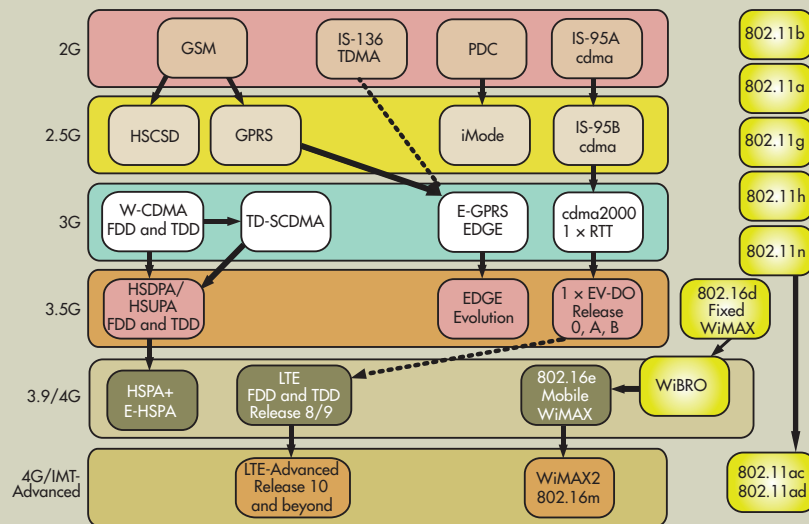 2G
GSM
IS-136
TDMA
PDC
IS-95A
cdma
802.11b
802.11a
2.5G
HSCSD
GPRS
iMode
IS-95B
cdma
802.11g
802.11h
3G
W-CDMA
FDD and TDD
TD-SCDMA
E-GPRS
EDGE
cdma2000
1 × RTT
802.11n
3.5G
HSDPA/
HSUPA
FDD and TDD
EDGE
Evolution
1 × EV-DO
Release
0, A, B
802.16d
Fixed
WiMAX
3.9/4G
HSPA+
E-HSPA
LTE
FDD and TDD
Release 8/9
802.16e
Mobile
WiMAX
WiBRO
4G/IMT-
Advanced
LTE-Advanced
Release 10
and beyond
WiMAX2
802.16m
802.11ac
802.11ad